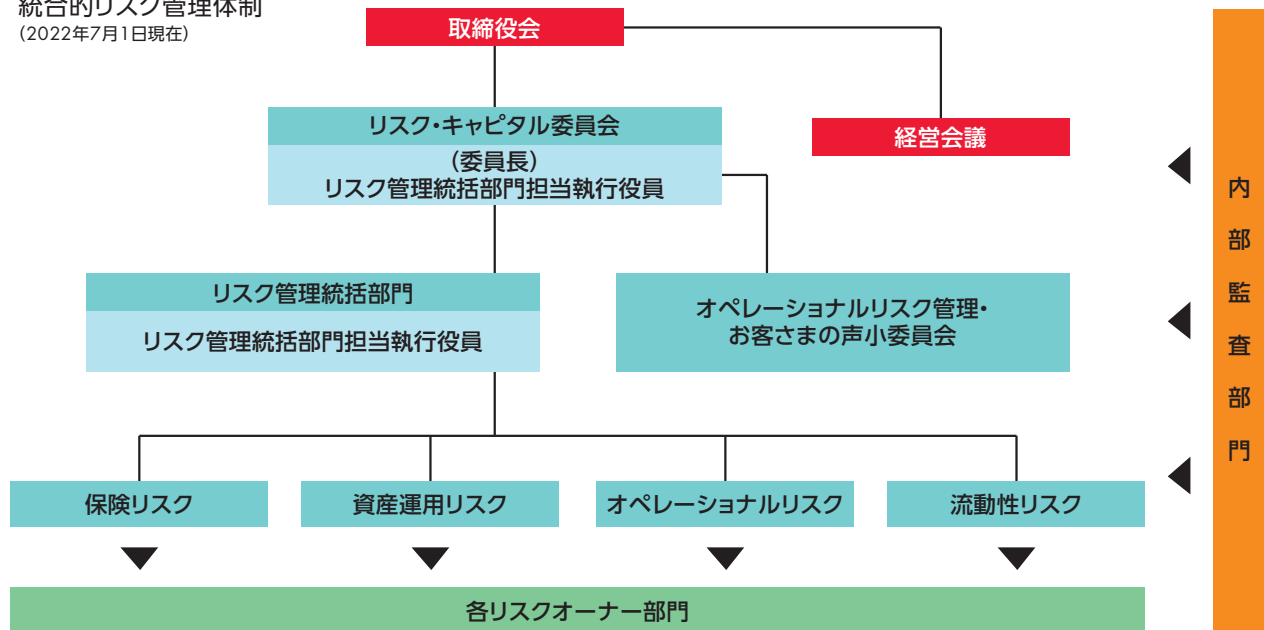 統合的リスク管理体制
(2022年7月1日現在)
取締役会
リスク・キャピタル委員会
(委員長)
リスク管理統括部門担当執行役員
経営会議
リスク管理統括部門
リスク管理統括部門担当執行役員
オペレーショナルリスク管理・
お客さまの声小委員会
保険リスク
資産運用リスク
オペレーショナルリスク
流動性リスク
各リスクオーナー部門
内部監査部門